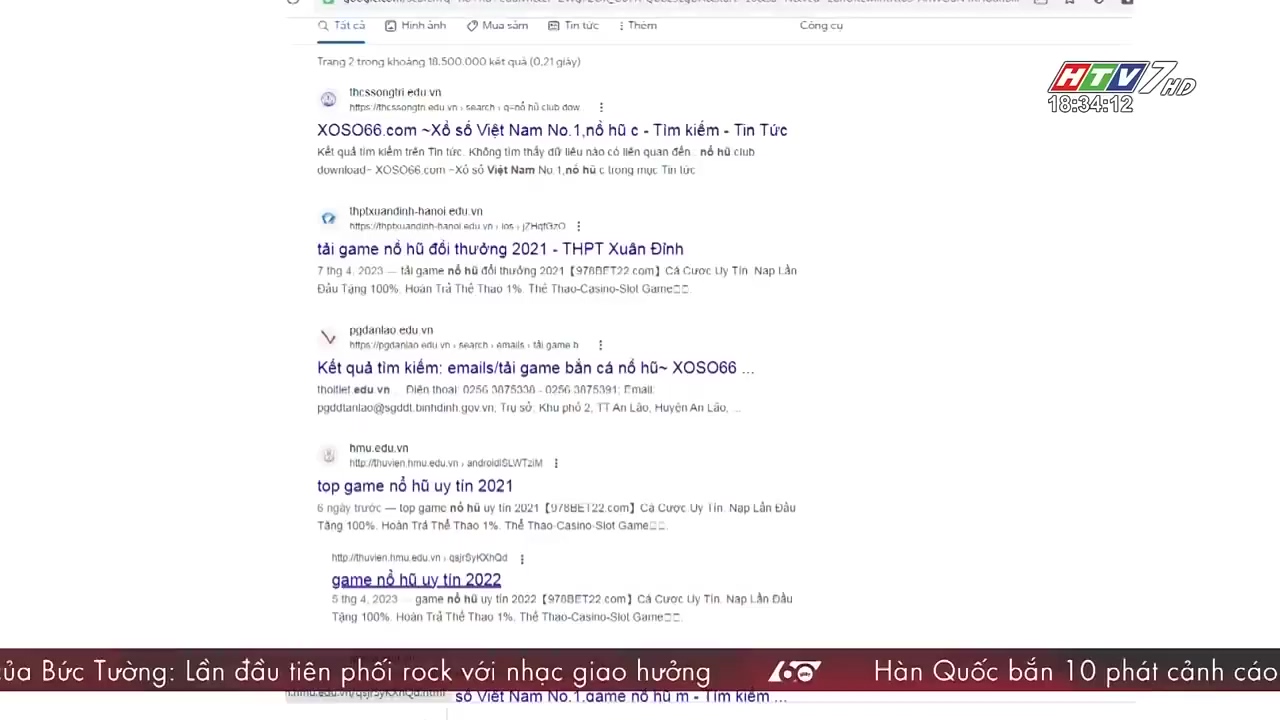 Tất cả Hình ảnh Mua sắm Tin tức Thêm Công cụ
Trang 2 trong khoảng 18.500.000 kết quả (0,21 giây)
HTV7 HD
18:34:12
thcssongtri.edu.vn
https://thcssongtri.edu.vn › search › q=nổ hũ club dow...
XOSO66.com ~Xổ số Việt Nam No.1,nổ hũ c - Tìm kiếm - Tin Tức
Kết quả tìm kiếm trên Tin tức. Không tìm thấy dữ liệu nào có liên quan đến.. nổ hũ club
download~ XOSO66.com ~Xổ số Việt Nam No.1,nổ hũ c trong mục Tin tức
thptxuandinh-hanoi.edu.vn
https://thptxuandinh-hanoi.edu.vn › ios
tải game nổ hũ đổi thưởng 2021 - THPT Xuân Đỉnh
7 thg 4, 2023 — tải game nổ hũ đổi thưởng 2021【978BET22.com】Cá Cược Uy Tín. Nạp Lần
Đầu Tặng 100%. Hoàn Trả Thể Thao 1%. Thể Thao-Casino-Slot Game□□.
pgdanlao.edu.vn
https://pgdanlao.edu.vn › search › emails › tải game b...
Kết quả tìm kiếm: emails/tải game bắn cá nổ hũ~ XOSO66 ...
edu.vn ... Điện thoại: 0256 3875338 - 0256 3875391; Email:
pgddtanlao@sgddt.binhdinh.gov.vn; Trụ sở: Khu phố 2, TT An Lão, Huyện An Lão, ...
hmu.edu.vn
http://thuvien.hmu.edu.vn › androidISLWTziM
top game nổ hũ uy tín 2021
6 ngày trước — top game nổ hũ uy tín 2021【978BET22.com】Cá Cược Uy Tín. Nạp Lần Đầu
Tặng 100%. Hoàn Trả Thể Thao 1%. Thể Thao-Casino-Slot Game□□.
http://thuvien.hmu.edu.vn › qsjrSyKXhQd
game nổ hũ uy tín 2022
5 thg 4, 2023 — game nổ hũ uy tín 2022【978BET22.com】Cá Cược Uy Tín. Nạp Lần Đầu
Tặng 100%. Hoàn Trả Thể Thao 1%. Thể Thao-Casino-Slot Game□□.
của Bức Tường: Lần đầu tiên phối rock với nhạc giao hưởng 60 Hàn Quốc bắn 10 phát cảnh cáo
số Việt Nam No.1,game nổ hũ m - Tìm kiếm ...